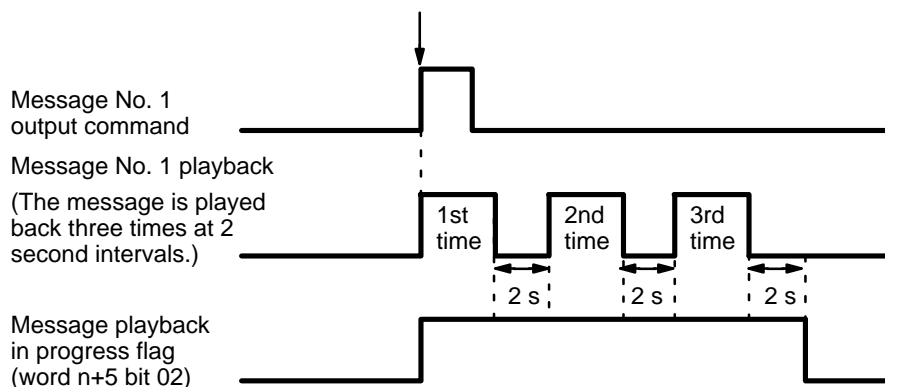 Message No. 1
output command
Message No. 1 playback
(The message is played
back three times at 2
second intervals.)
1st
time
2nd
time
3rd
time
2 s
2 s
2 s
Message playback
in progress flag
(word n+5 bit 02)